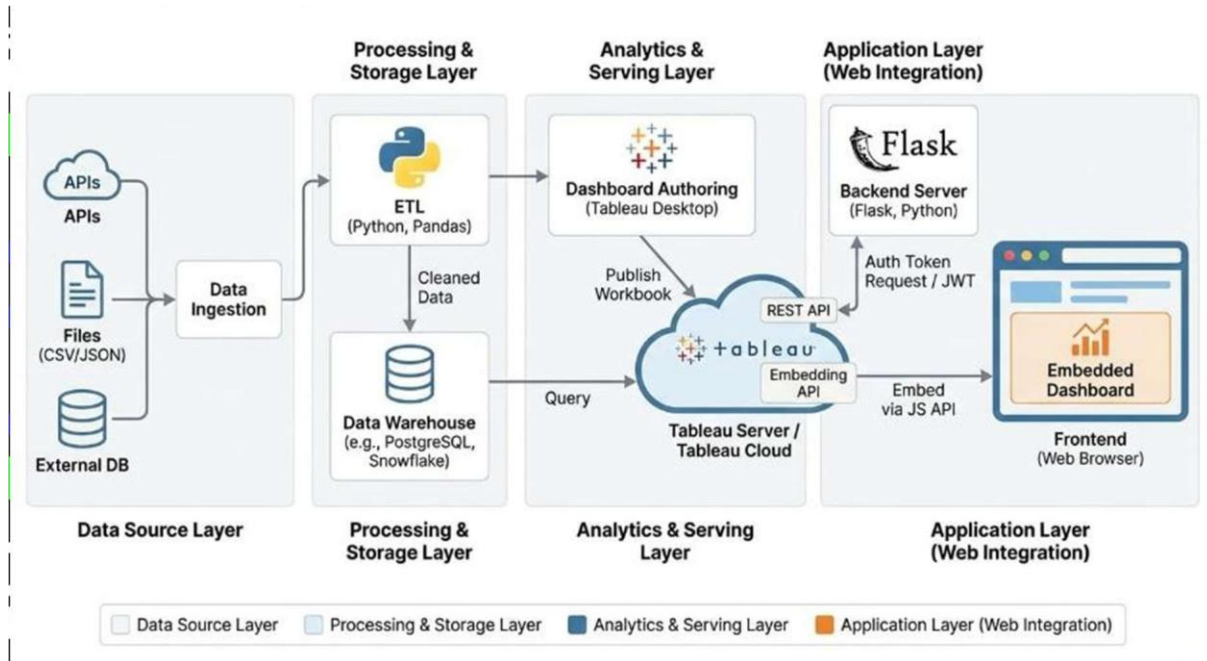 Processing &
Storage Layer
Analytics &
Serving Layer
Application Layer
(Web Integration)
APIs
APIs
Files
(CSV/JSON)
External DB
Data
Ingestion
ETL
(Python, Pandas)
Cleaned
Data
Data Warehouse
(e.g., PostgreSQL,
Snowflake)
Dashboard Authoring
(Tableau Desktop)
Publish
Workbook
Query
REST API
tableau
Embedding
API
Tableau Server /
Tableau Cloud
Flask
Backend Server
(Flask, Python)
Auth Token
Request / JWT
Embed
via JS API
Embedded
Dashboard
Frontend
(Web Browser)
Data Source Layer
Processing &
Storage Layer
Analytics & Serving
Layer
Application Layer
(Web Integration)
Data Source Layer
Processing & Storage Layer
Analytics & Serving Layer
Application Layer (Web Integration)